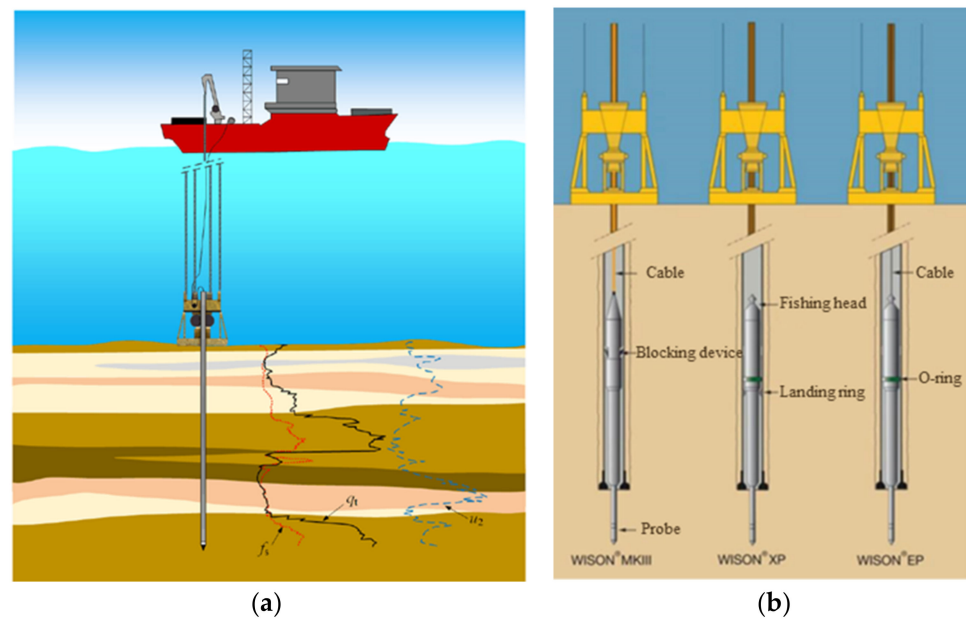 qt
u2
fs
(a)
Cable
Cable
Fishing head
Blocking device
O-ring
Landing ring
Probe
WISON®MKIII
WISON®XP
WISON®EP
(b)